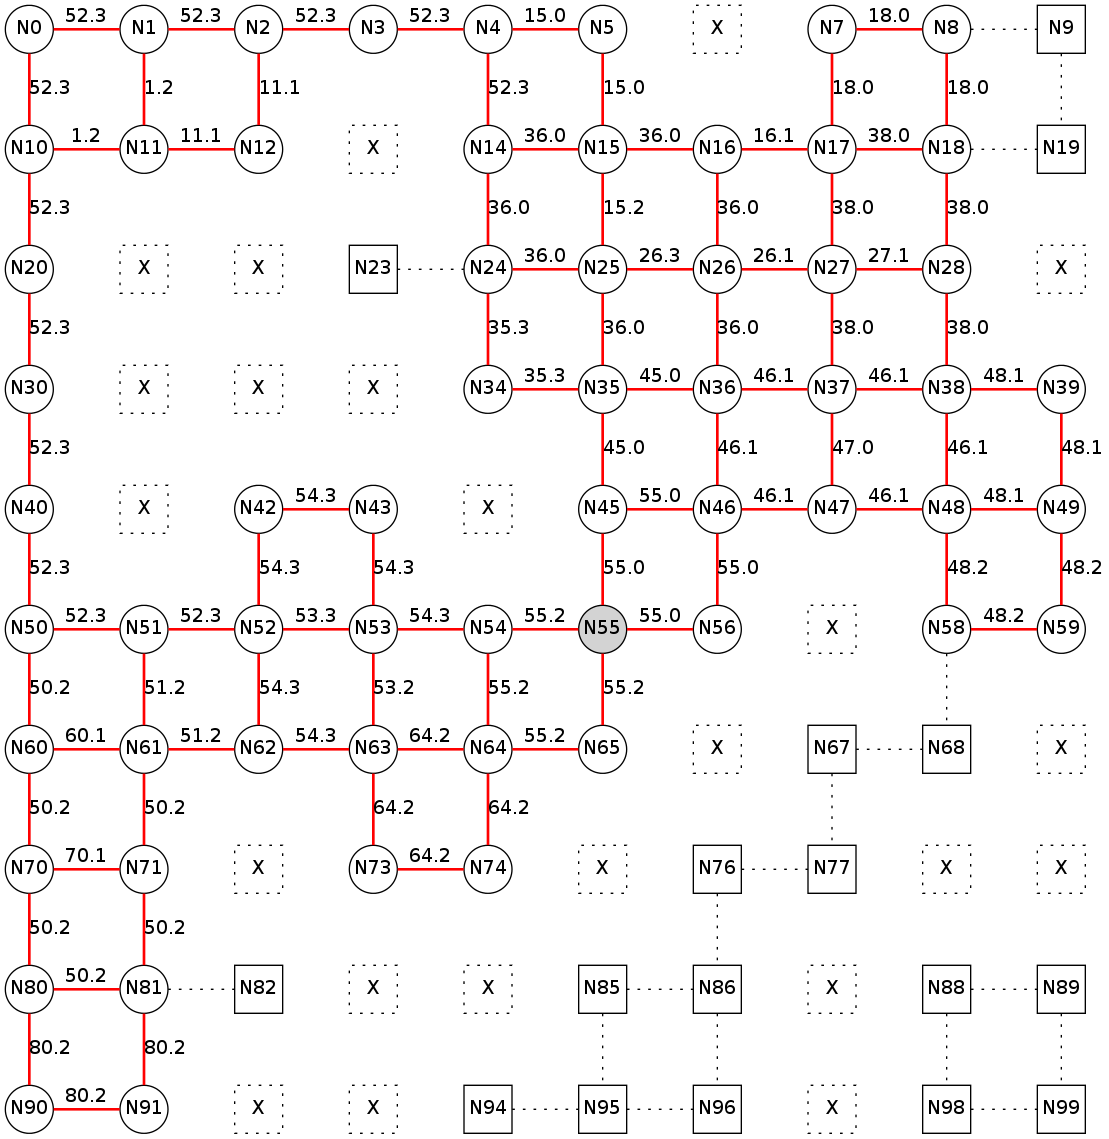 N0 52.3 N1 52.3 N2 52.3 N3 52.3 N4 15.0 N5 X N7 18.0 N8 N9
52.3 1.2 11.1 52.3 15.0 18.0 18.0
N10 1.2 N11 11.1 N12 X N14 36.0 N15 36.0 N16 16.1 N17 38.0 N18 N19
52.3 36.0 15.2 36.0 38.0 38.0
N20 X X N23 N24 36.0 N25 26.3 N26 26.1 N27 27.1 N28 X
52.3 35.3 36.0 36.0 38.0 38.0
N30 X X X N34 35.3 N35 45.0 N36 46.1 N37 46.1 N38 48.1 N39
52.3 45.0 46.1 47.0 46.1 48.1
N40 X N42 54.3 N43 X N45 55.0 N46 46.1 N47 46.1 N48 48.1 N49
52.3 54.3 54.3 55.0 55.0 48.2 48.2
N50 52.3 N51 52.3 N52 53.3 N53 54.3 N54 55.2 N55 55.0 N56 X N58 48.2 N59
50.2 51.2 54.3 53.2 55.2 55.2
N60 60.1 N61 51.2 N62 54.3 N63 64.2 N64 55.2 N65 X N67 N68 X
50.2 50.2 64.2 64.2
N70 70.1 N71 X N73 64.2 N74 X N76 N77 X X
50.2 50.2
N80 50.2 N81 N82 X X N85 N86 X N88 N89
80.2 80.2
N90 80.2 N91 X X N94 N95 N96 X N98 N99